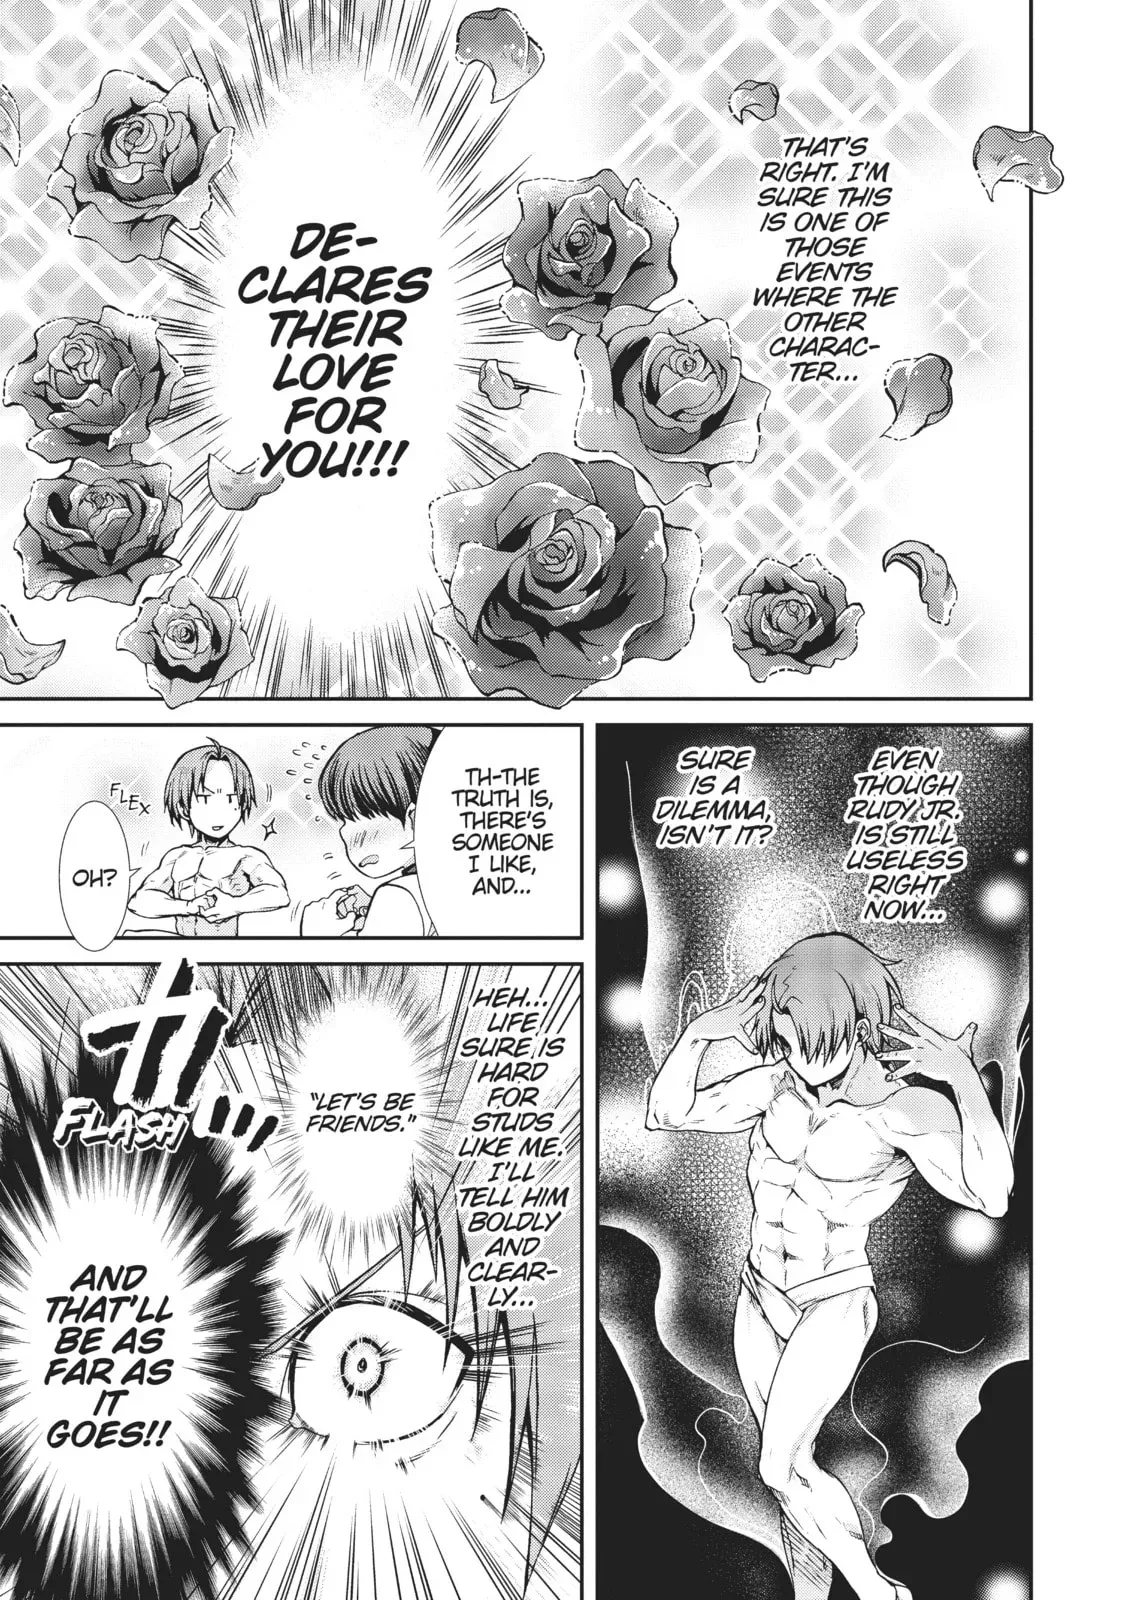 THAT'S
RIGHT. I'M
SURE THIS
IS ONE OF
THOSE
EVENTS
WHERE THE
OTHER
CHARAC-
TER...
DE-
CLARES
THEIR
LOVE
FOR
YOU!!!
EVEN
THOUGH
RUDY JR.
IS STILL
USELESS
RIGHT
NOW...
SURE
IS A
DILEMMA,
ISN'T IT?
TH-THE
TRUTH IS,
THERE'S
SOMEONE
I LIKE,
AND...
FLEX
OH?
HEH...
LIFE
SURE IS
HARD
FOR
STUDS
LIKE ME.
I'LL
TELL HIM
BOLDLY
AND
CLEAR-
LY...
"LET'S BE
FRIENDS."
カッ
FLASH
AND
THAT'LL
BE AS
FAR AS
IT
GOES!!